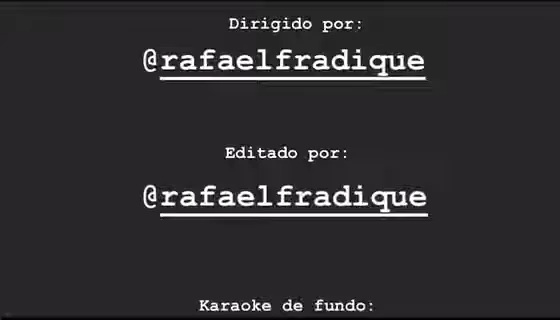 Dirigido por:
@rafaelfradique
Editado por:
@rafaelfradique
Karaoke de fundo: